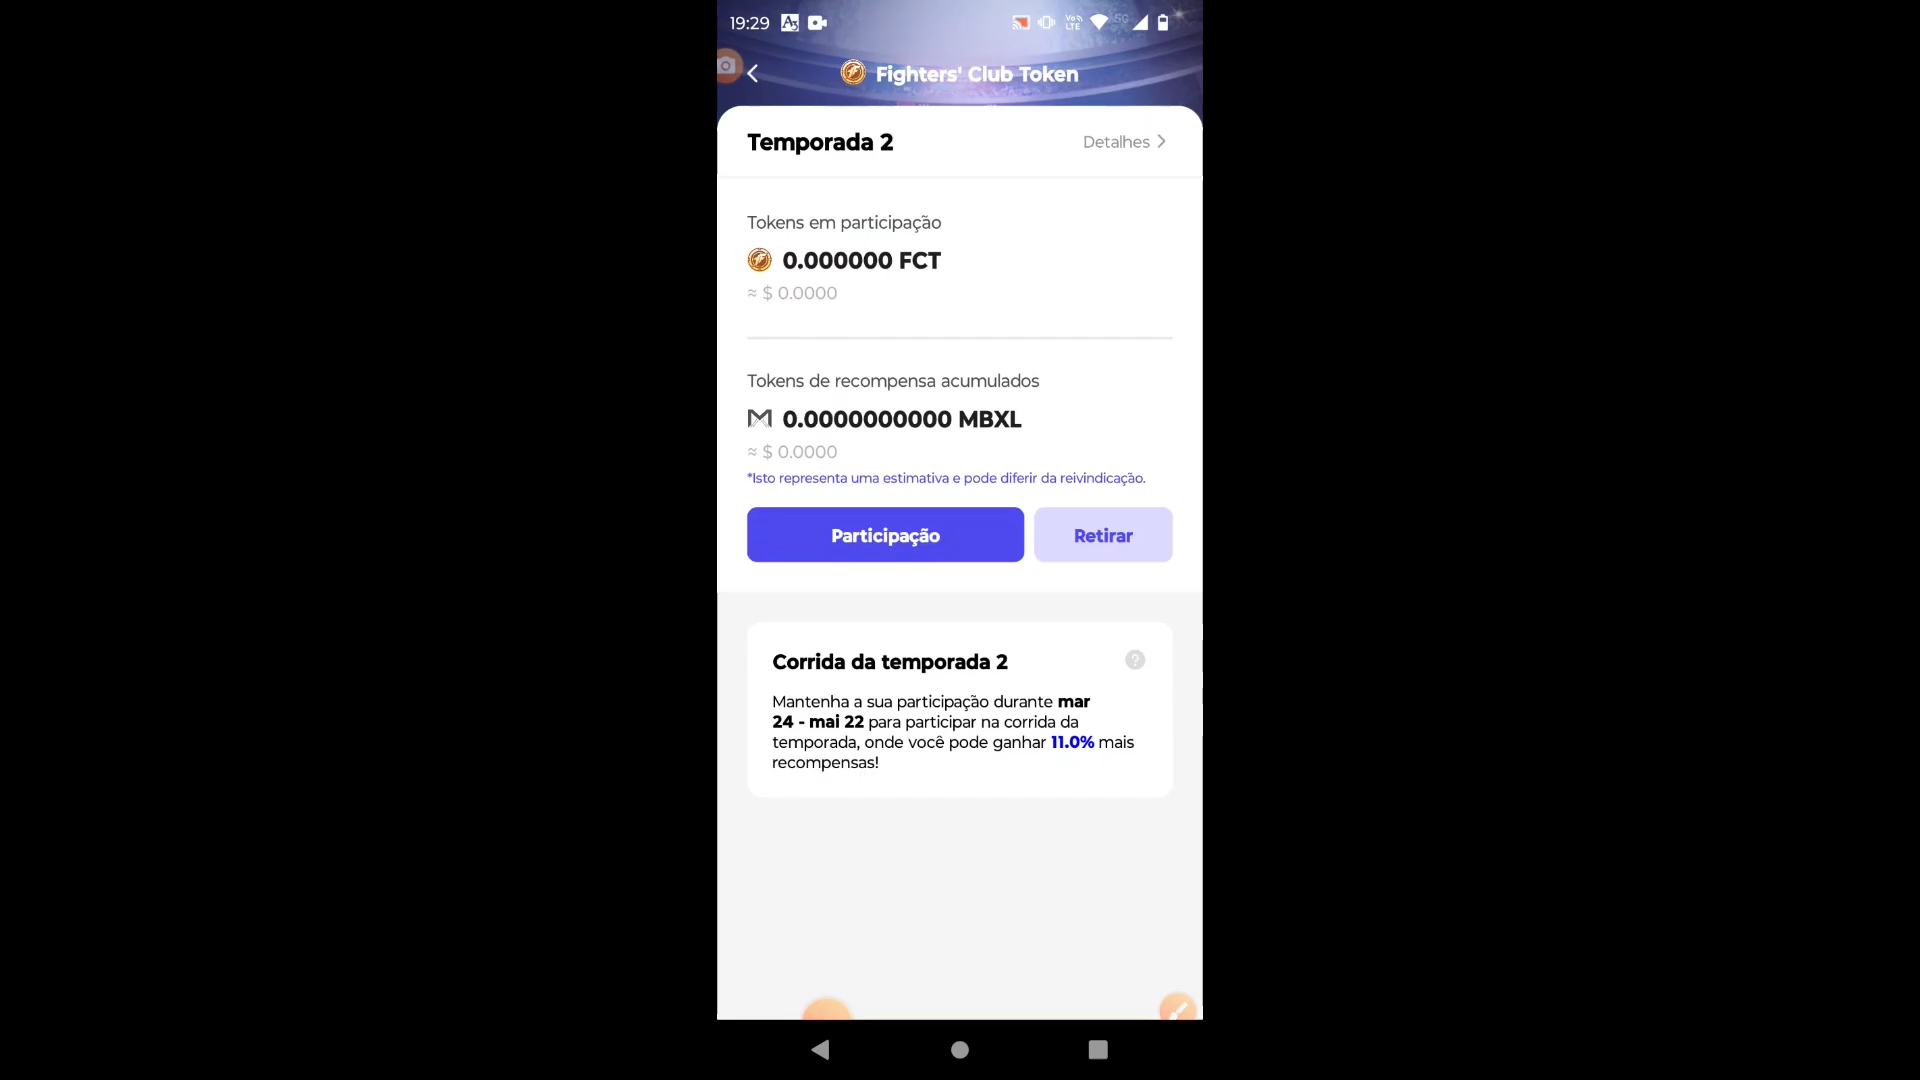 19:29
Vo LTE
5G
Fighters' Club Token
Temporada 2
Detalhes
Tokens em participação
0.000000 FCT
≈ $ 0.0000
Tokens de recompensa acumulados
0.0000000000 MBXL
≈ $ 0.0000
*Isto representa uma estimativa e pode diferir da reivindicação.
Participação
Retirar
Corrida da temporada 2
?
Mantenha a sua participação durante mar
24 - mai 22 para participar na corrida da
temporada, onde você pode ganhar 11.0% mais
recompensas!